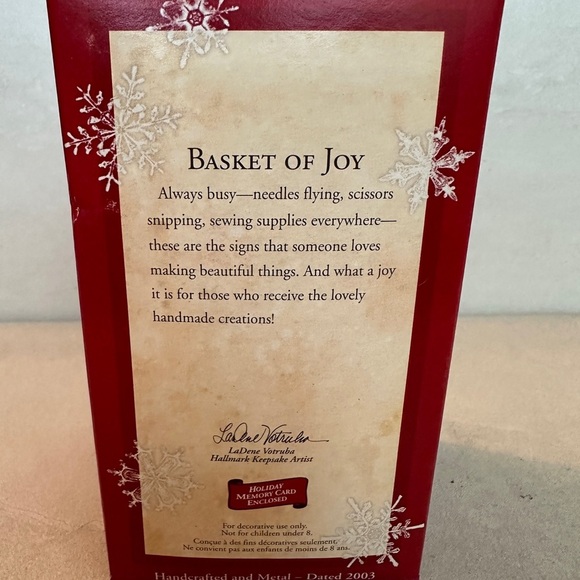 BASKET OF JOY
Always busy—needles flying, scissors
snipping, sewing supplies everywhere—
these are the signs that someone loves
making beautiful things. And what a joy
it is for those who receive the lovely
handmade creations!
LaDene Votruba
LaDene Votruba
Hallmark Keepsake Artist
HOLIDAY
MEMORY CARD
ENCLOSED
For decorative use only.
Not for children under 8.
Conçue à des fins décoratives seulement.
Ne convient pas aux enfants de moins de 8 ans.
Handcrafted and Metal – Dated 2003